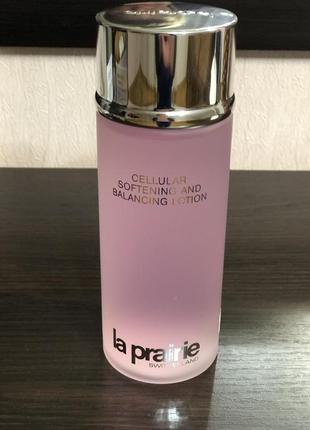 CELLULAR
SOFTENING AND
BALANCING LOTION
la prairie
SWITZERLAND